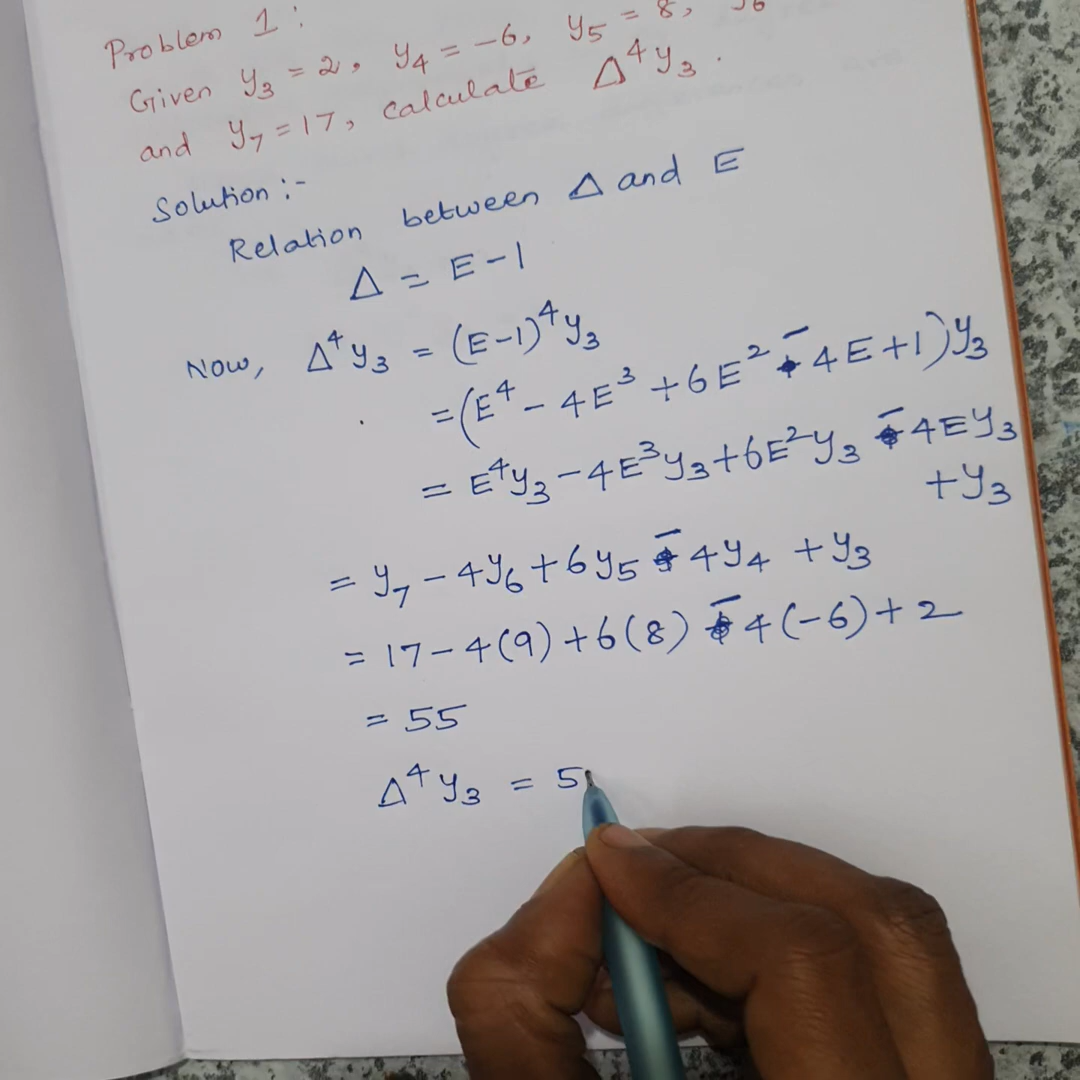 Problem 1:
Given y₃ = 2, y₄ = -6, y₅ = 8, y₆
and y₇ = 17, calculate Δ⁴y₃.
Solution:-
Relation between Δ and E
Δ = E-1
Now, Δ⁴y₃ = (E-1)⁴y₃
= (E⁴ - 4E³ + 6E² - 4E + 1)y₃
= E⁴y₃ - 4E³y₃ + 6E²y₃ - 4Ey₃
+ y₃
= y₇ - 4y₆ + 6y₅ - 4y₄ + y₃
= 17 - 4(9) + 6(8) - 4(-6) + 2
= 55
Δ⁴y₃ = 5